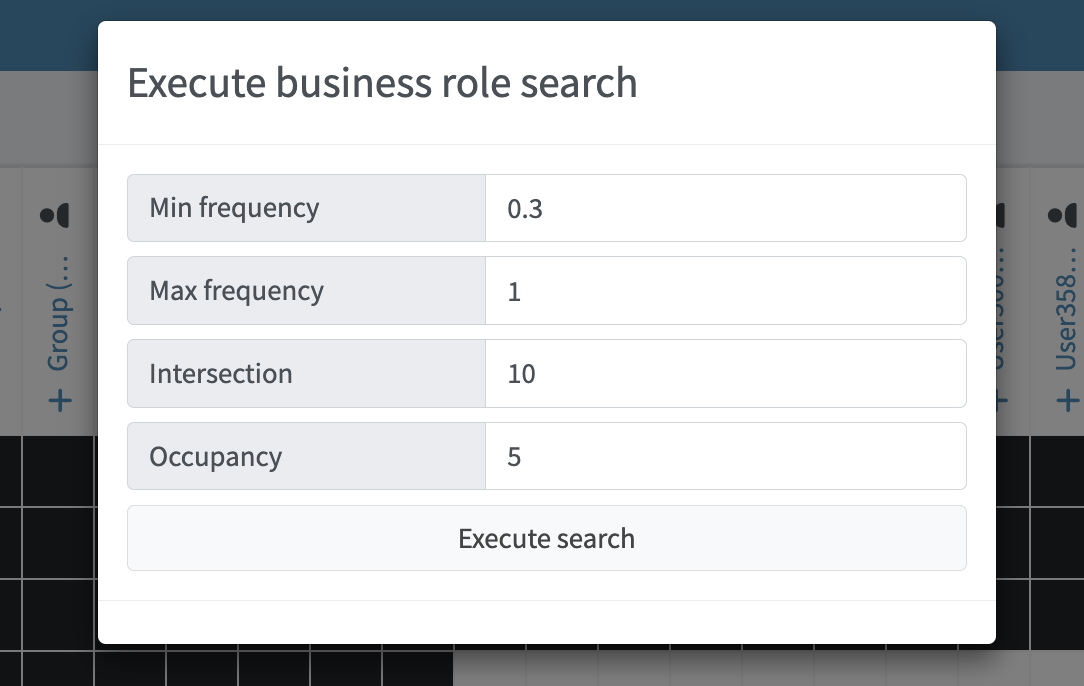 Execute business role search
Min frequency 0.3
Max frequency 1
Intersection 10
Occupancy 5
Execute search
Group (...
User358...